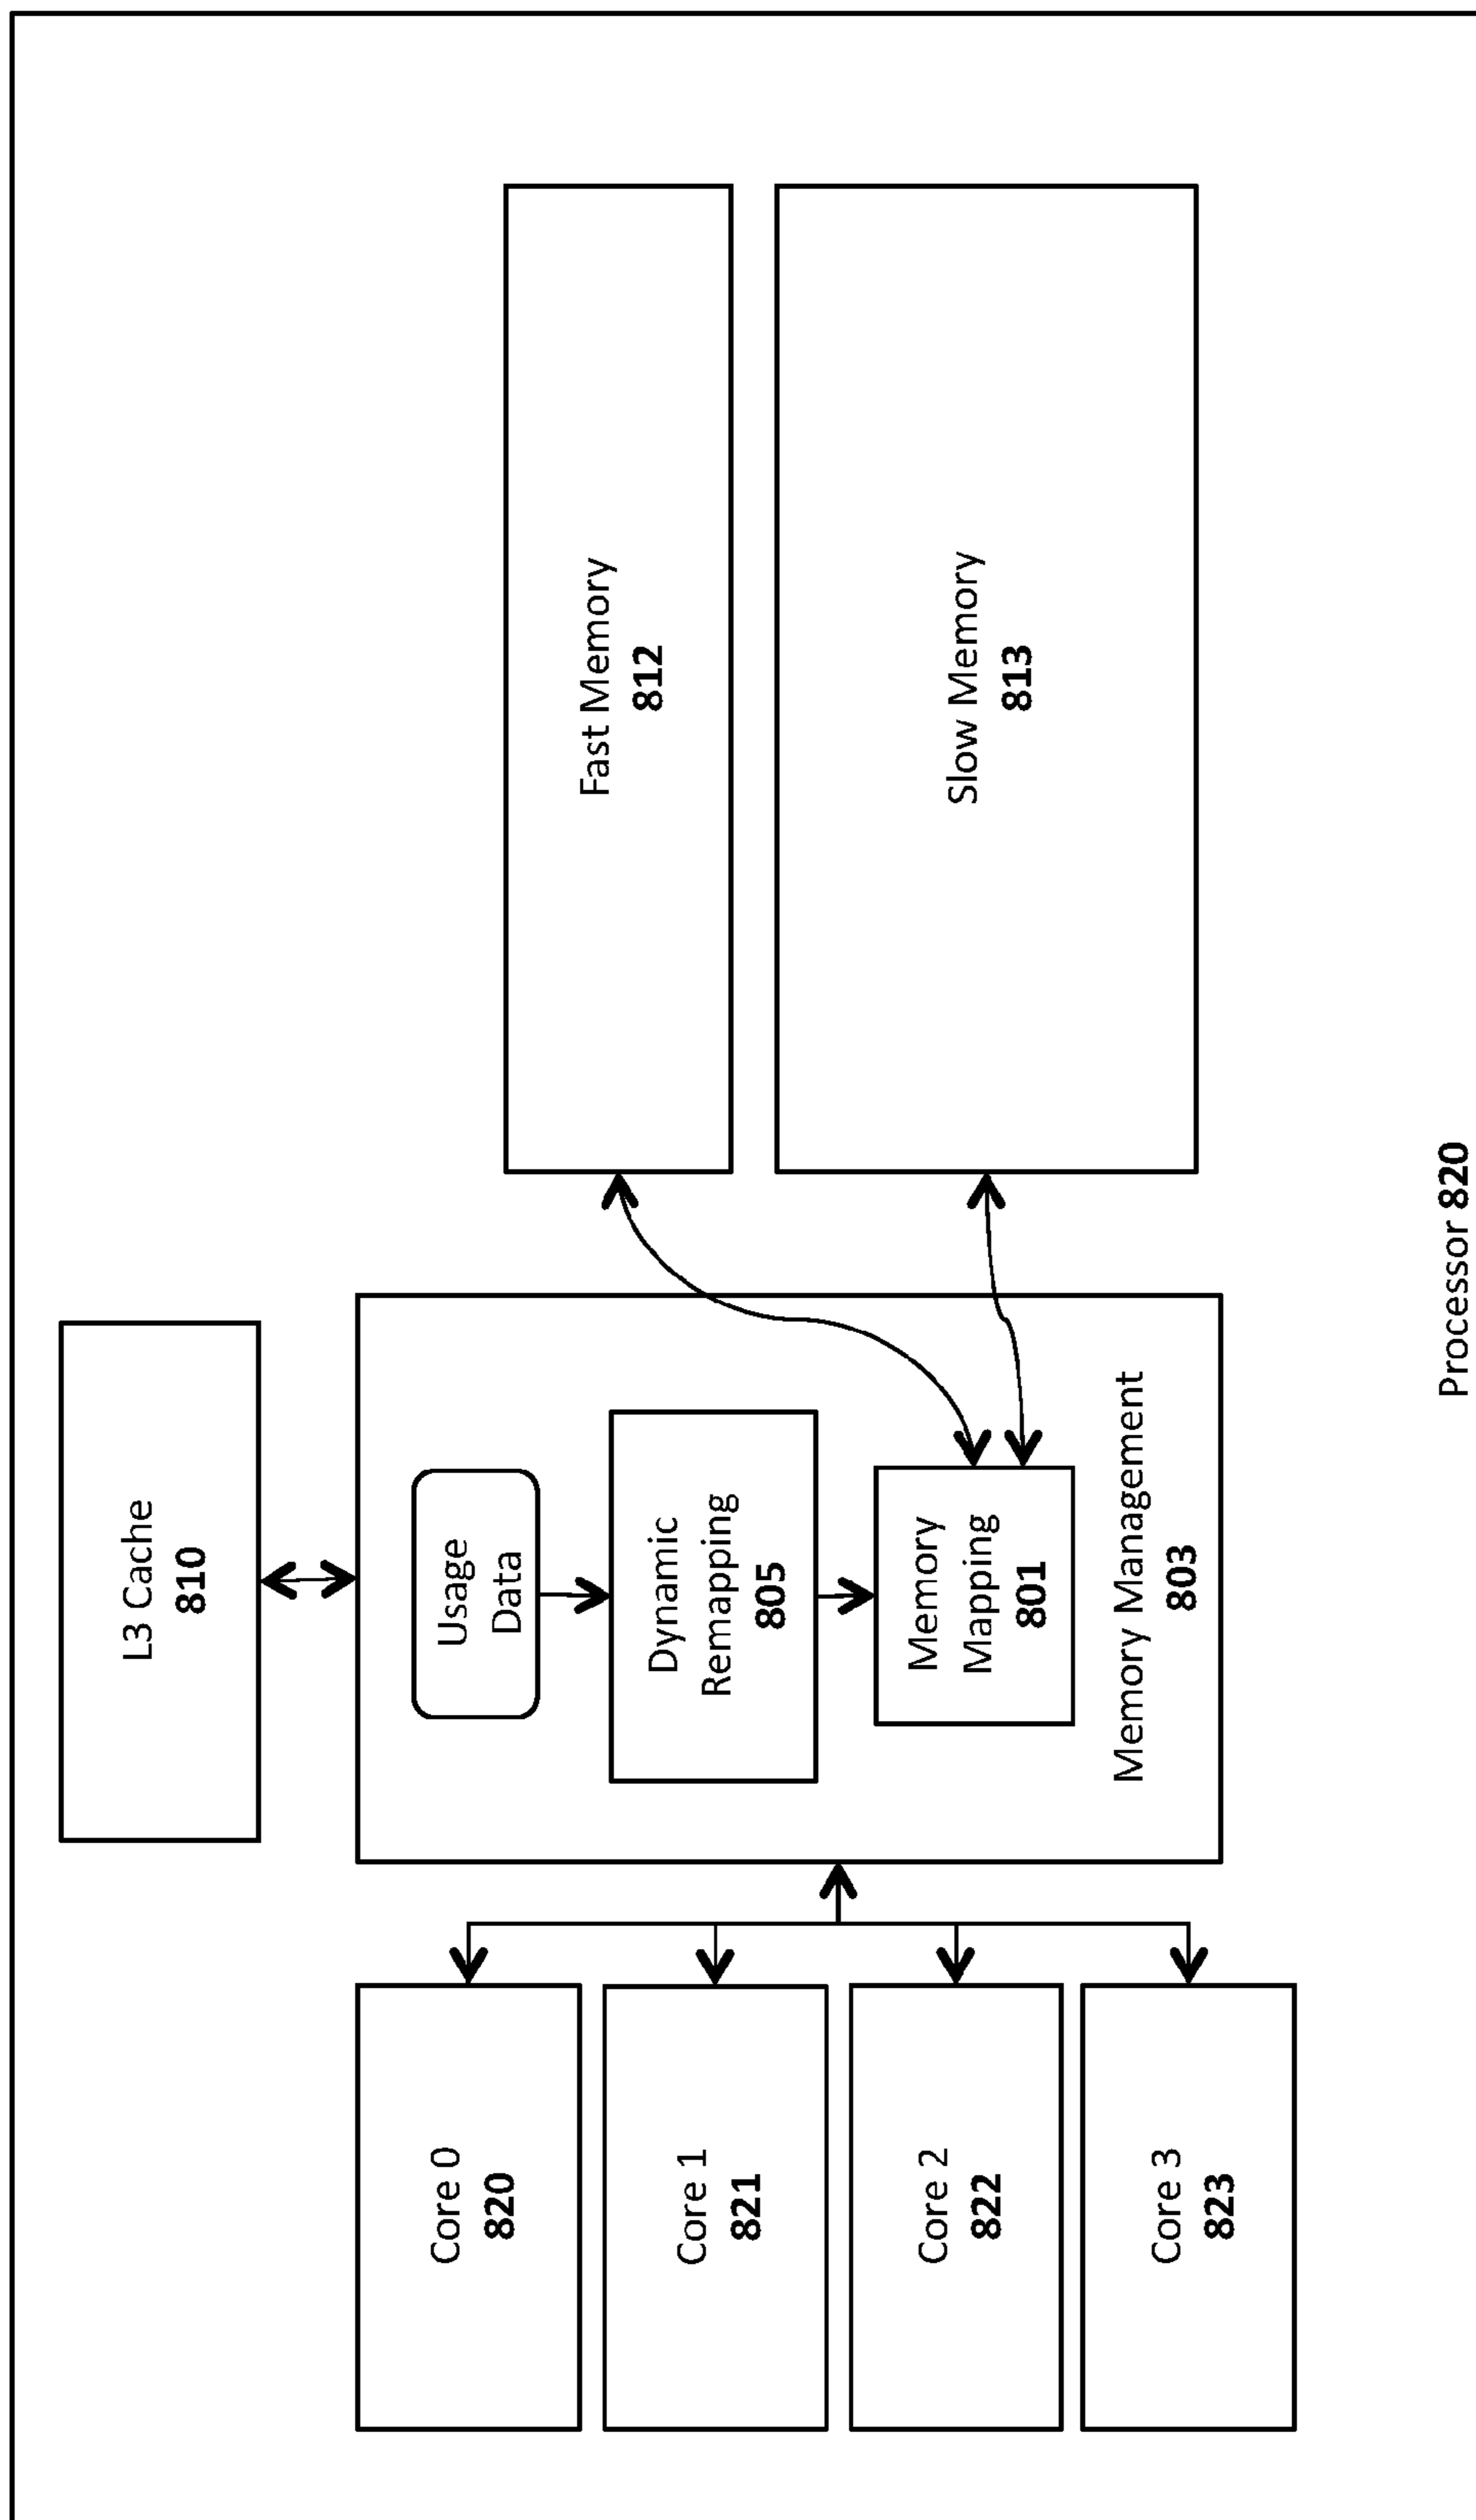 L3 Cache
810
Core 0
820
Core 1
821
Core 2
822
Core 3
823
Usage
Data
Dynamic
Remapping
805
Memory
Mapping
801
Memory Management
803
Fast Memory
812
Slow Memory
813
Processor 820